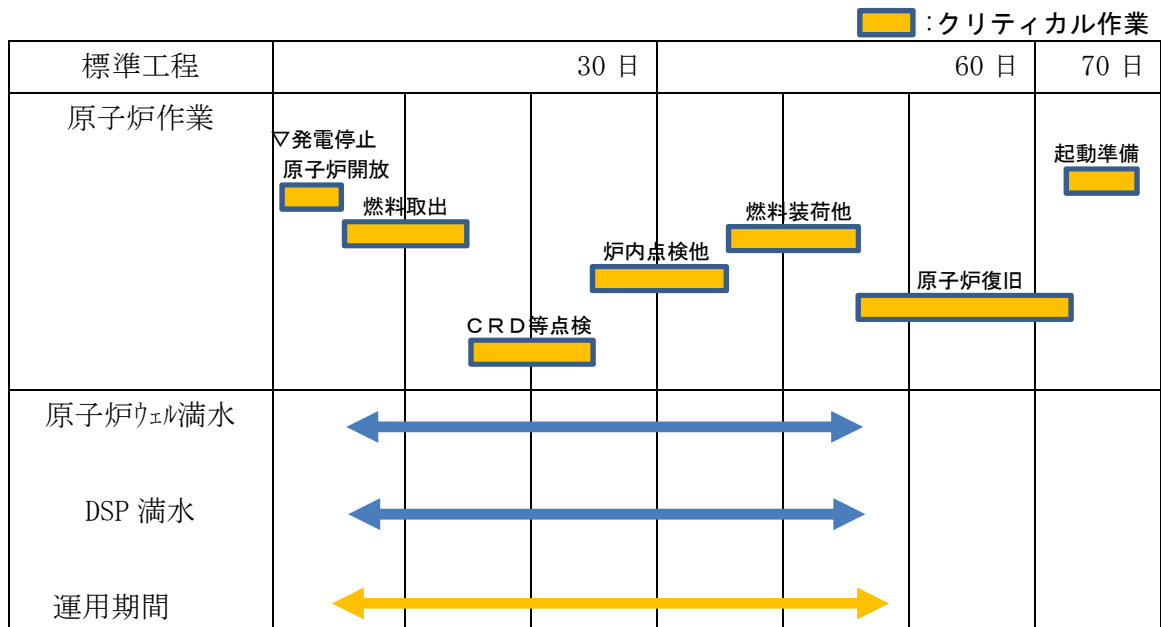 :クリティカル作業
標準工程
30 日
60 日
70 日
原子炉作業
▽発電停止
原子炉開放
起動準備
燃料取出
燃料装荷他
炉内点検他
原子炉復旧
CRD等点検
原子炉ウェル満水
DSP 満水
運用期間